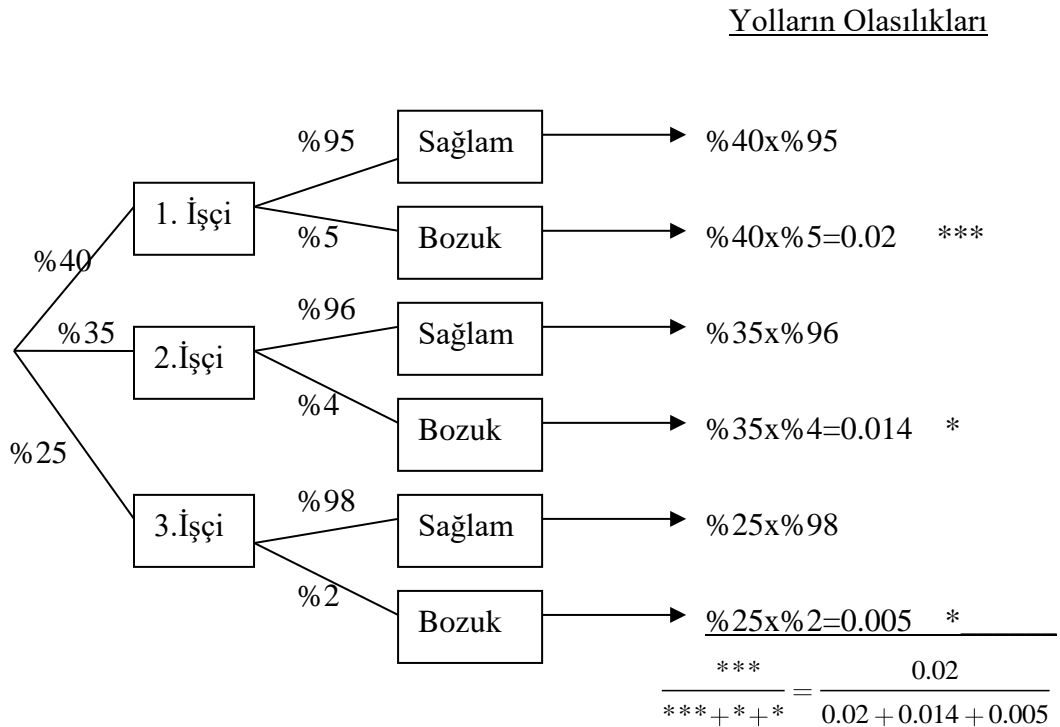 Yolların Olasılıkları
%95 Sağlam %40x%95
1. İşçi
%5 Bozuk %40x%5=0.02 ***
%40
%96 Sağlam %35x%96
%35 2.İşçi
%4 Bozuk %35x%4=0.014 *
%25
%98 Sağlam %25x%98
3.İşçi
%2 Bozuk %25x%2=0.005 *
*** / ***+*+* = 0.02 / 0.02+0.014+0.005